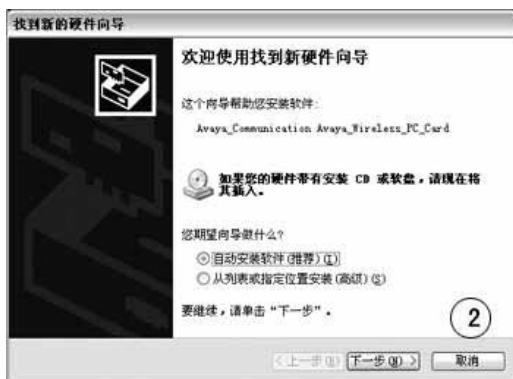 找到新的硬件向导
欢迎使用找到新硬件向导
这个向导帮助您安装软件:
Avaya_Communication Avaya_Wireless_PC_Card
如果您的硬件带有安装 CD 或软盘,请现在将
其插入。
您期望向导做什么?
自动安装软件(推荐)(I)
从列表或指定位置安装(高级)(S)
要继续,请单击“下一步”。
2
<上一步(B) 下一步(N) > 取消